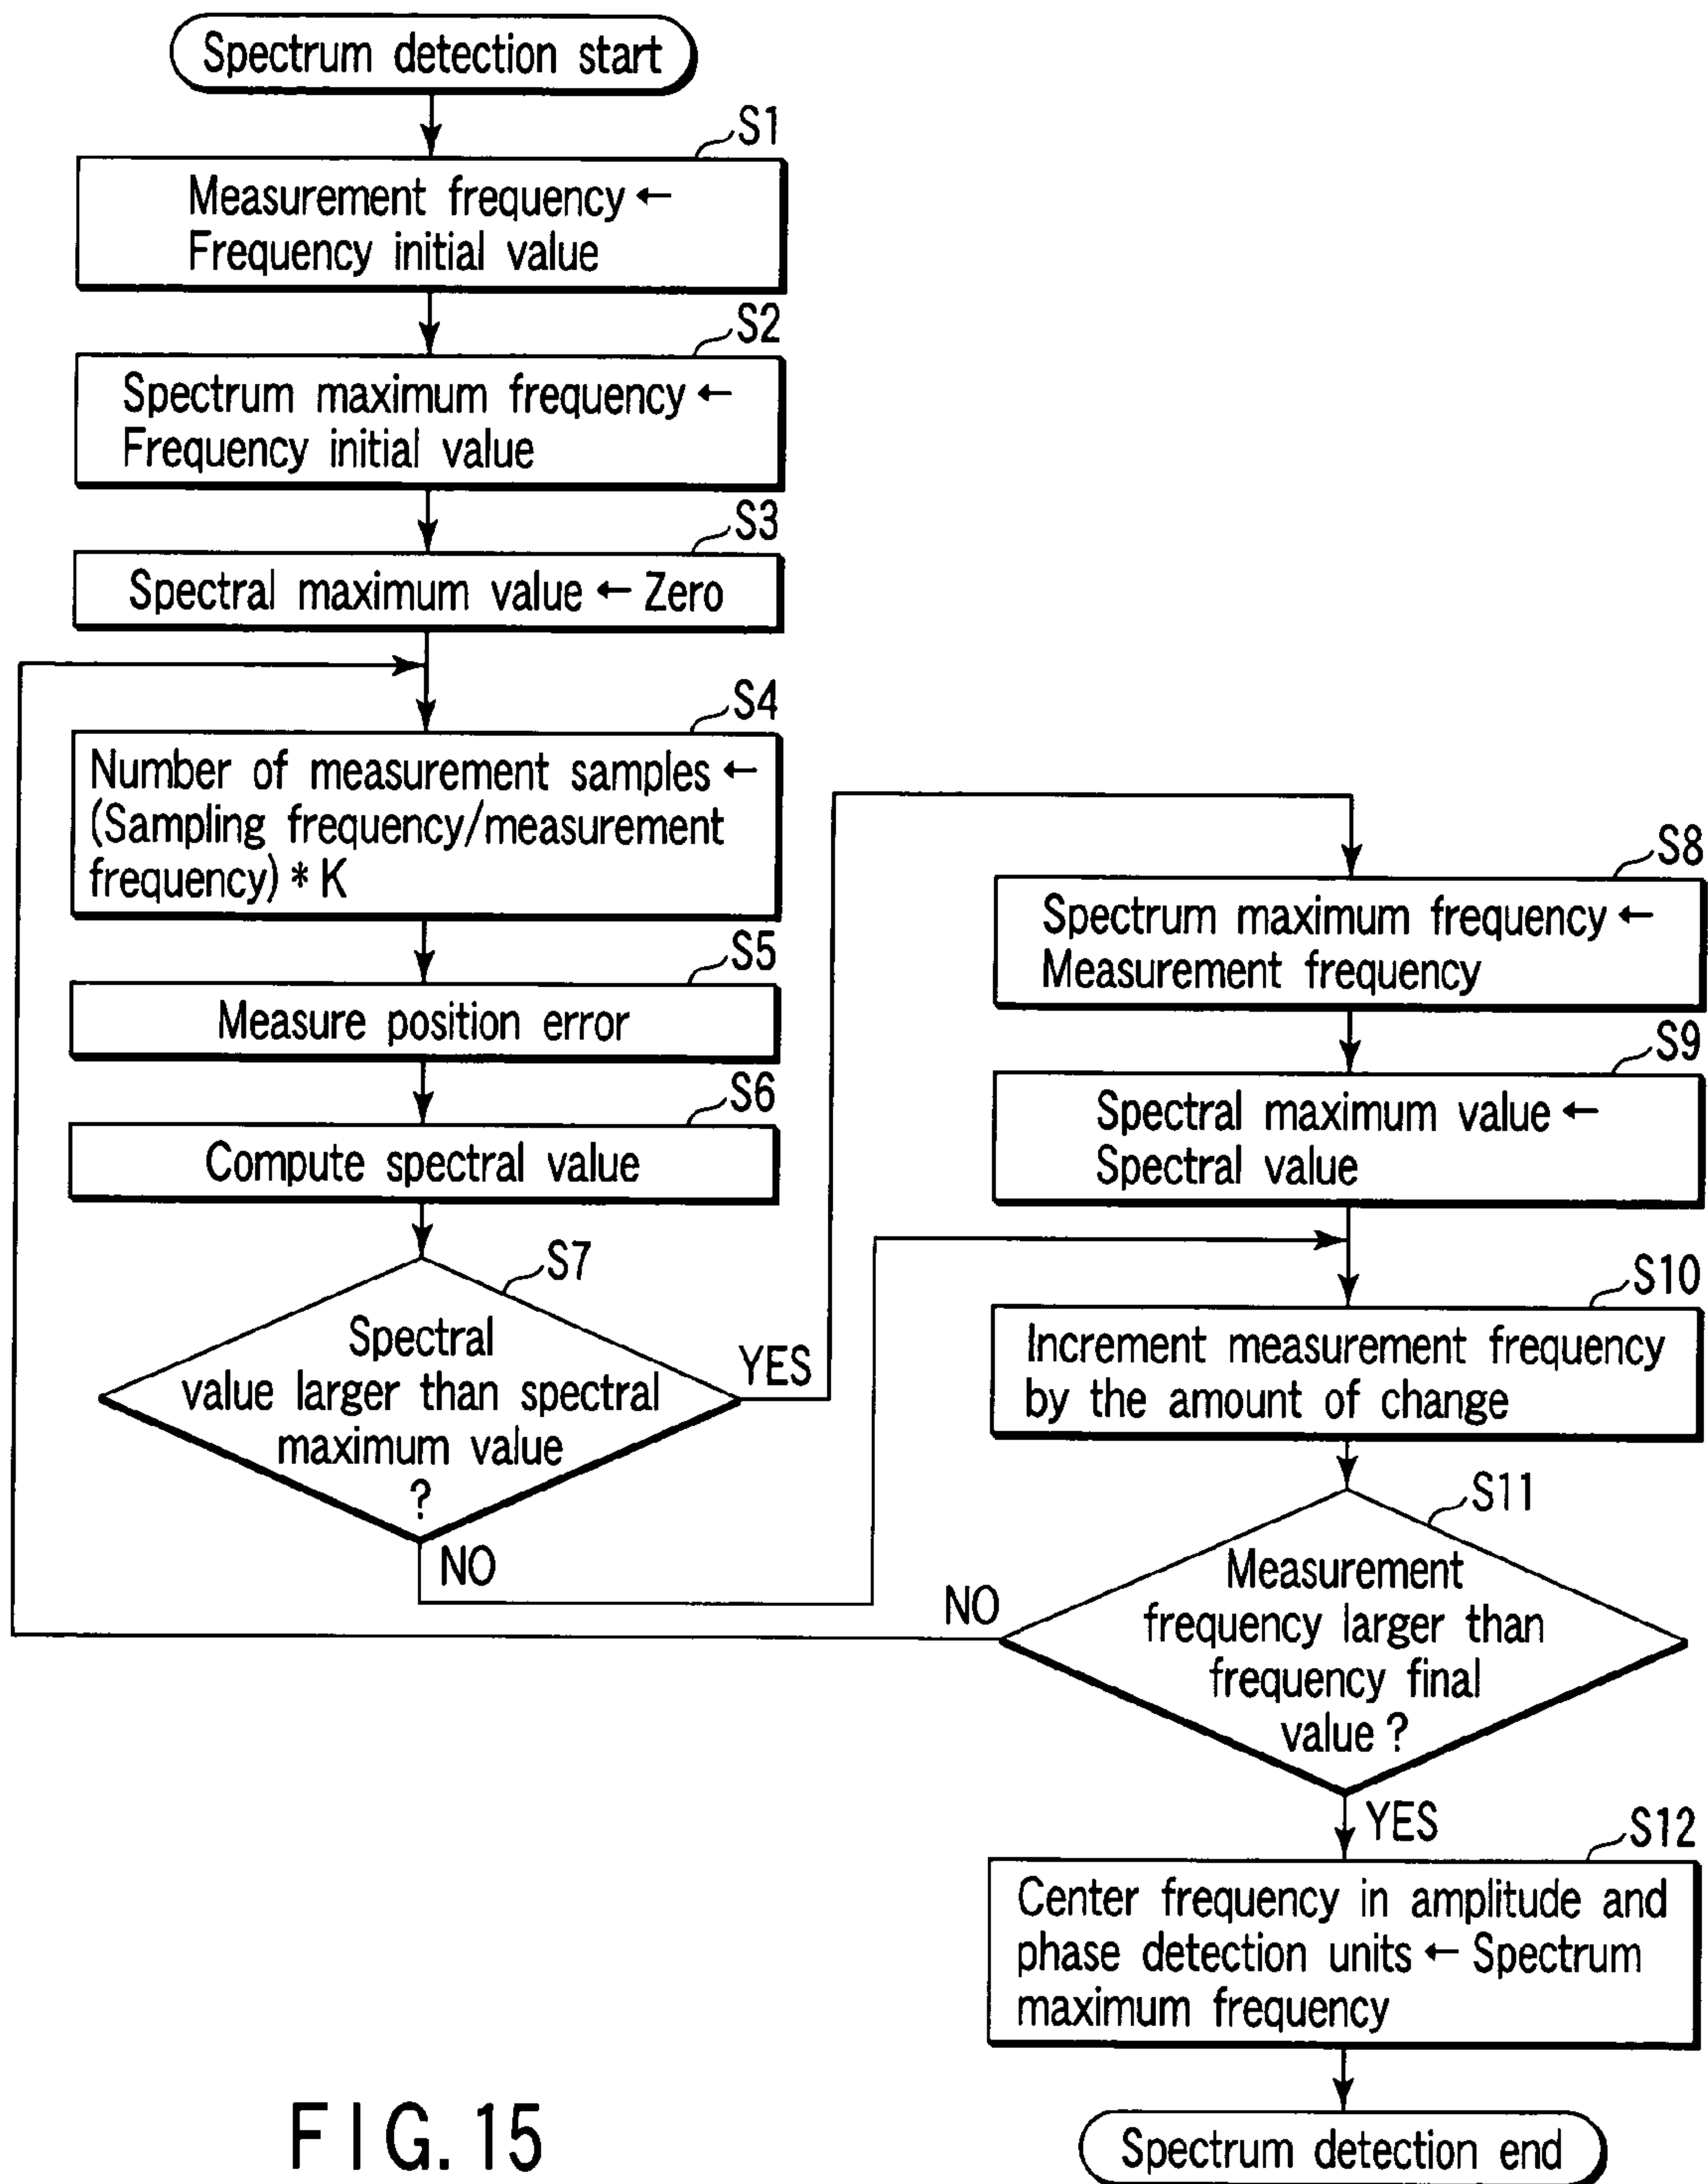 Spectrum detection start
S1
Measurement frequency ←
Frequency initial value
S2
Spectrum maximum frequency ←
Frequency initial value
S3
Spectral maximum value ← Zero
S4
Number of measurement samples ←
(Sampling frequency/measurement
frequency) * K
S5
Measure position error
S6
Compute spectral value
S7
Spectral
value larger than spectral
maximum value
?
YES
NO
S8
Spectrum maximum frequency ←
Measurement frequency
S9
Spectral maximum value ←
Spectral value
S10
Increment measurement frequency
by the amount of change
S11
Measurement
frequency larger than
frequency final
value ?
NO
YES
S12
Center frequency in amplitude and
phase detection units ← Spectrum
maximum frequency
Spectrum detection end
FIG. 15